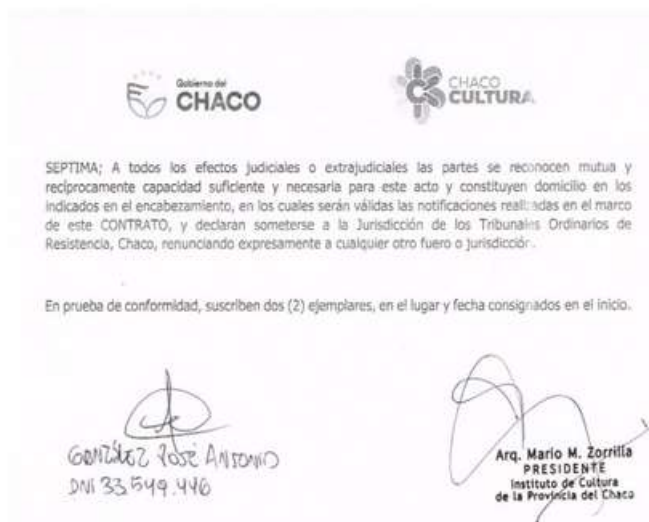 Gobierno del
CHACO
CHACO
CULTURA
SEPTIMA; A todos los efectos judiciales o extrajudiciales las partes se reconocen mutua y
recíprocamente capacidad suficiente y necesaria para este acto y constituyen domicilio en los
indicados en el encabezamiento, en los cuales serán válidas las notificaciones realizadas en el marco
de este CONTRATO, y declaran someterse a la Jurisdicción de los Tribunales Ordinarios de
Resistencia, Chaco, renunciando expresamente a cualquier otro fuero o jurisdicción.
En prueba de conformidad, suscriben dos (2) ejemplares, en el lugar y fecha consignados en el inicio.
GONZÁLEZ JOSÉ ANTONIO
DNI 33.549.446
Arq. Mario M. Zorrilla
PRESIDENTE
Instituto de Cultura
de la Provincia del Chaco